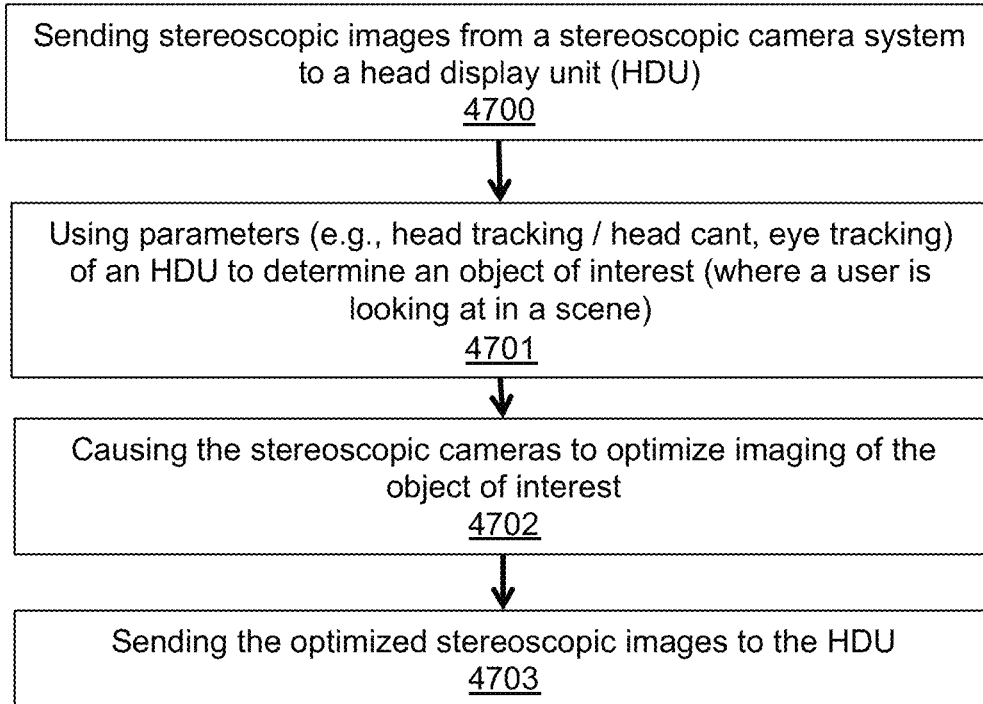 Sending stereoscopic images from a stereoscopic camera system
to a head display unit (HDU)
4700
Using parameters (e.g., head tracking / head cant, eye tracking)
of an HDU to determine an object of interest (where a user is
looking at in a scene)
4701
Causing the stereoscopic cameras to optimize imaging of the
object of interest
4702
Sending the optimized stereoscopic images to the HDU
4703